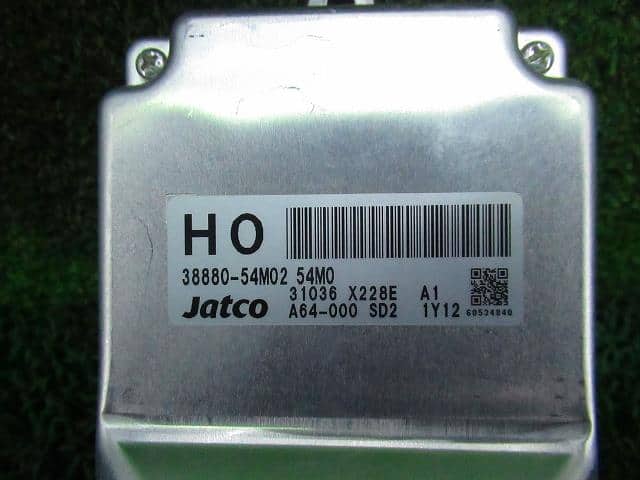 HO
38880-54M02 54M0
31036 X228E A1
Jatco A64-000 SD2 1Y12 60524840